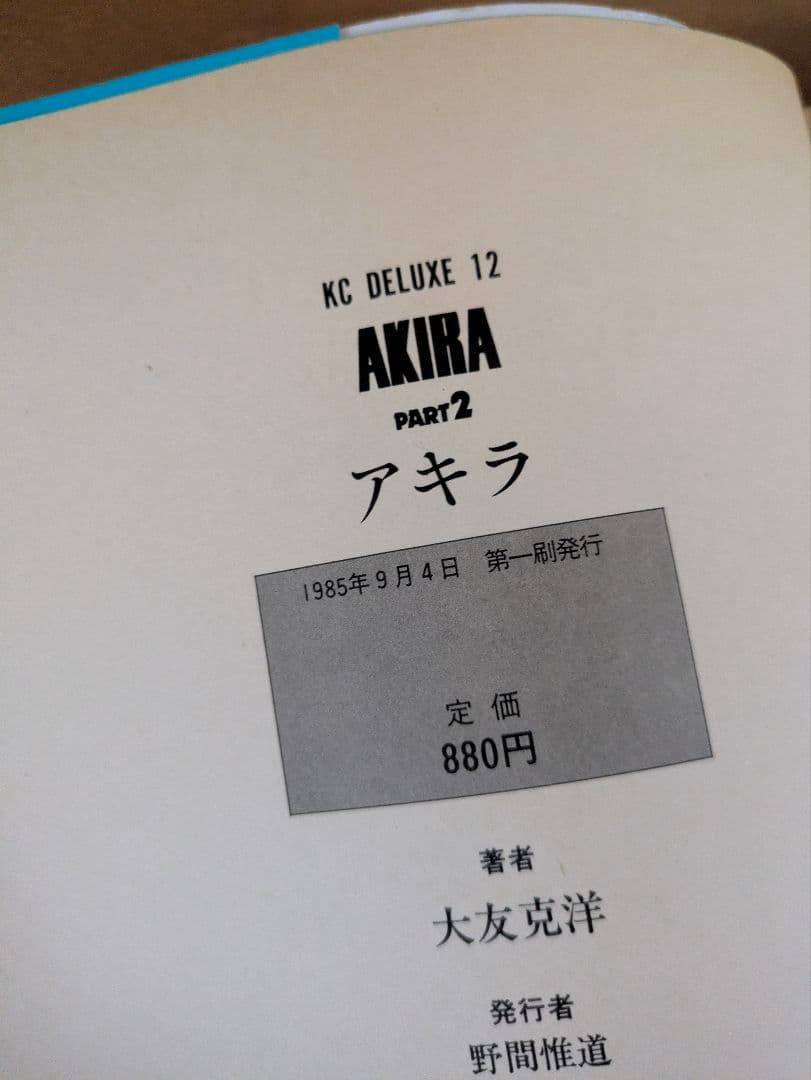 KC DELUXE 12
AKIRA
PART2
アキラ
1985年9月4日 第一刷発行
定価
880円
著者
大友克洋
発行者
野間惟道